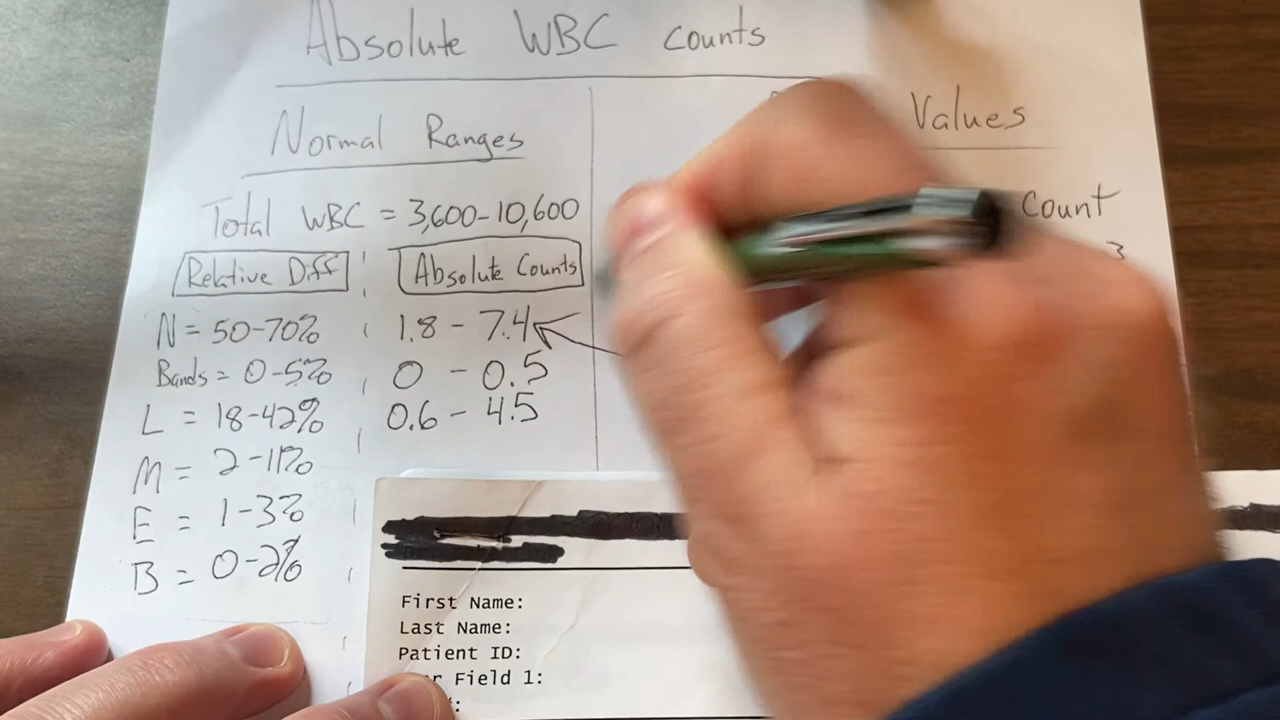 Absolute WBC Counts
Normal Ranges
Values
Total WBC = 3,600-10,600
Count
3
Relative Diff
Absolute Counts
N = 50-70%
1.8 - 7.4
Bands = 0-5%
0 - 0.5
L = 18-42%
0.6 - 4.5
M = 2-11%
E = 1-3%
B = 0-2%
First Name:
Last Name:
Patient ID:
Field 1: